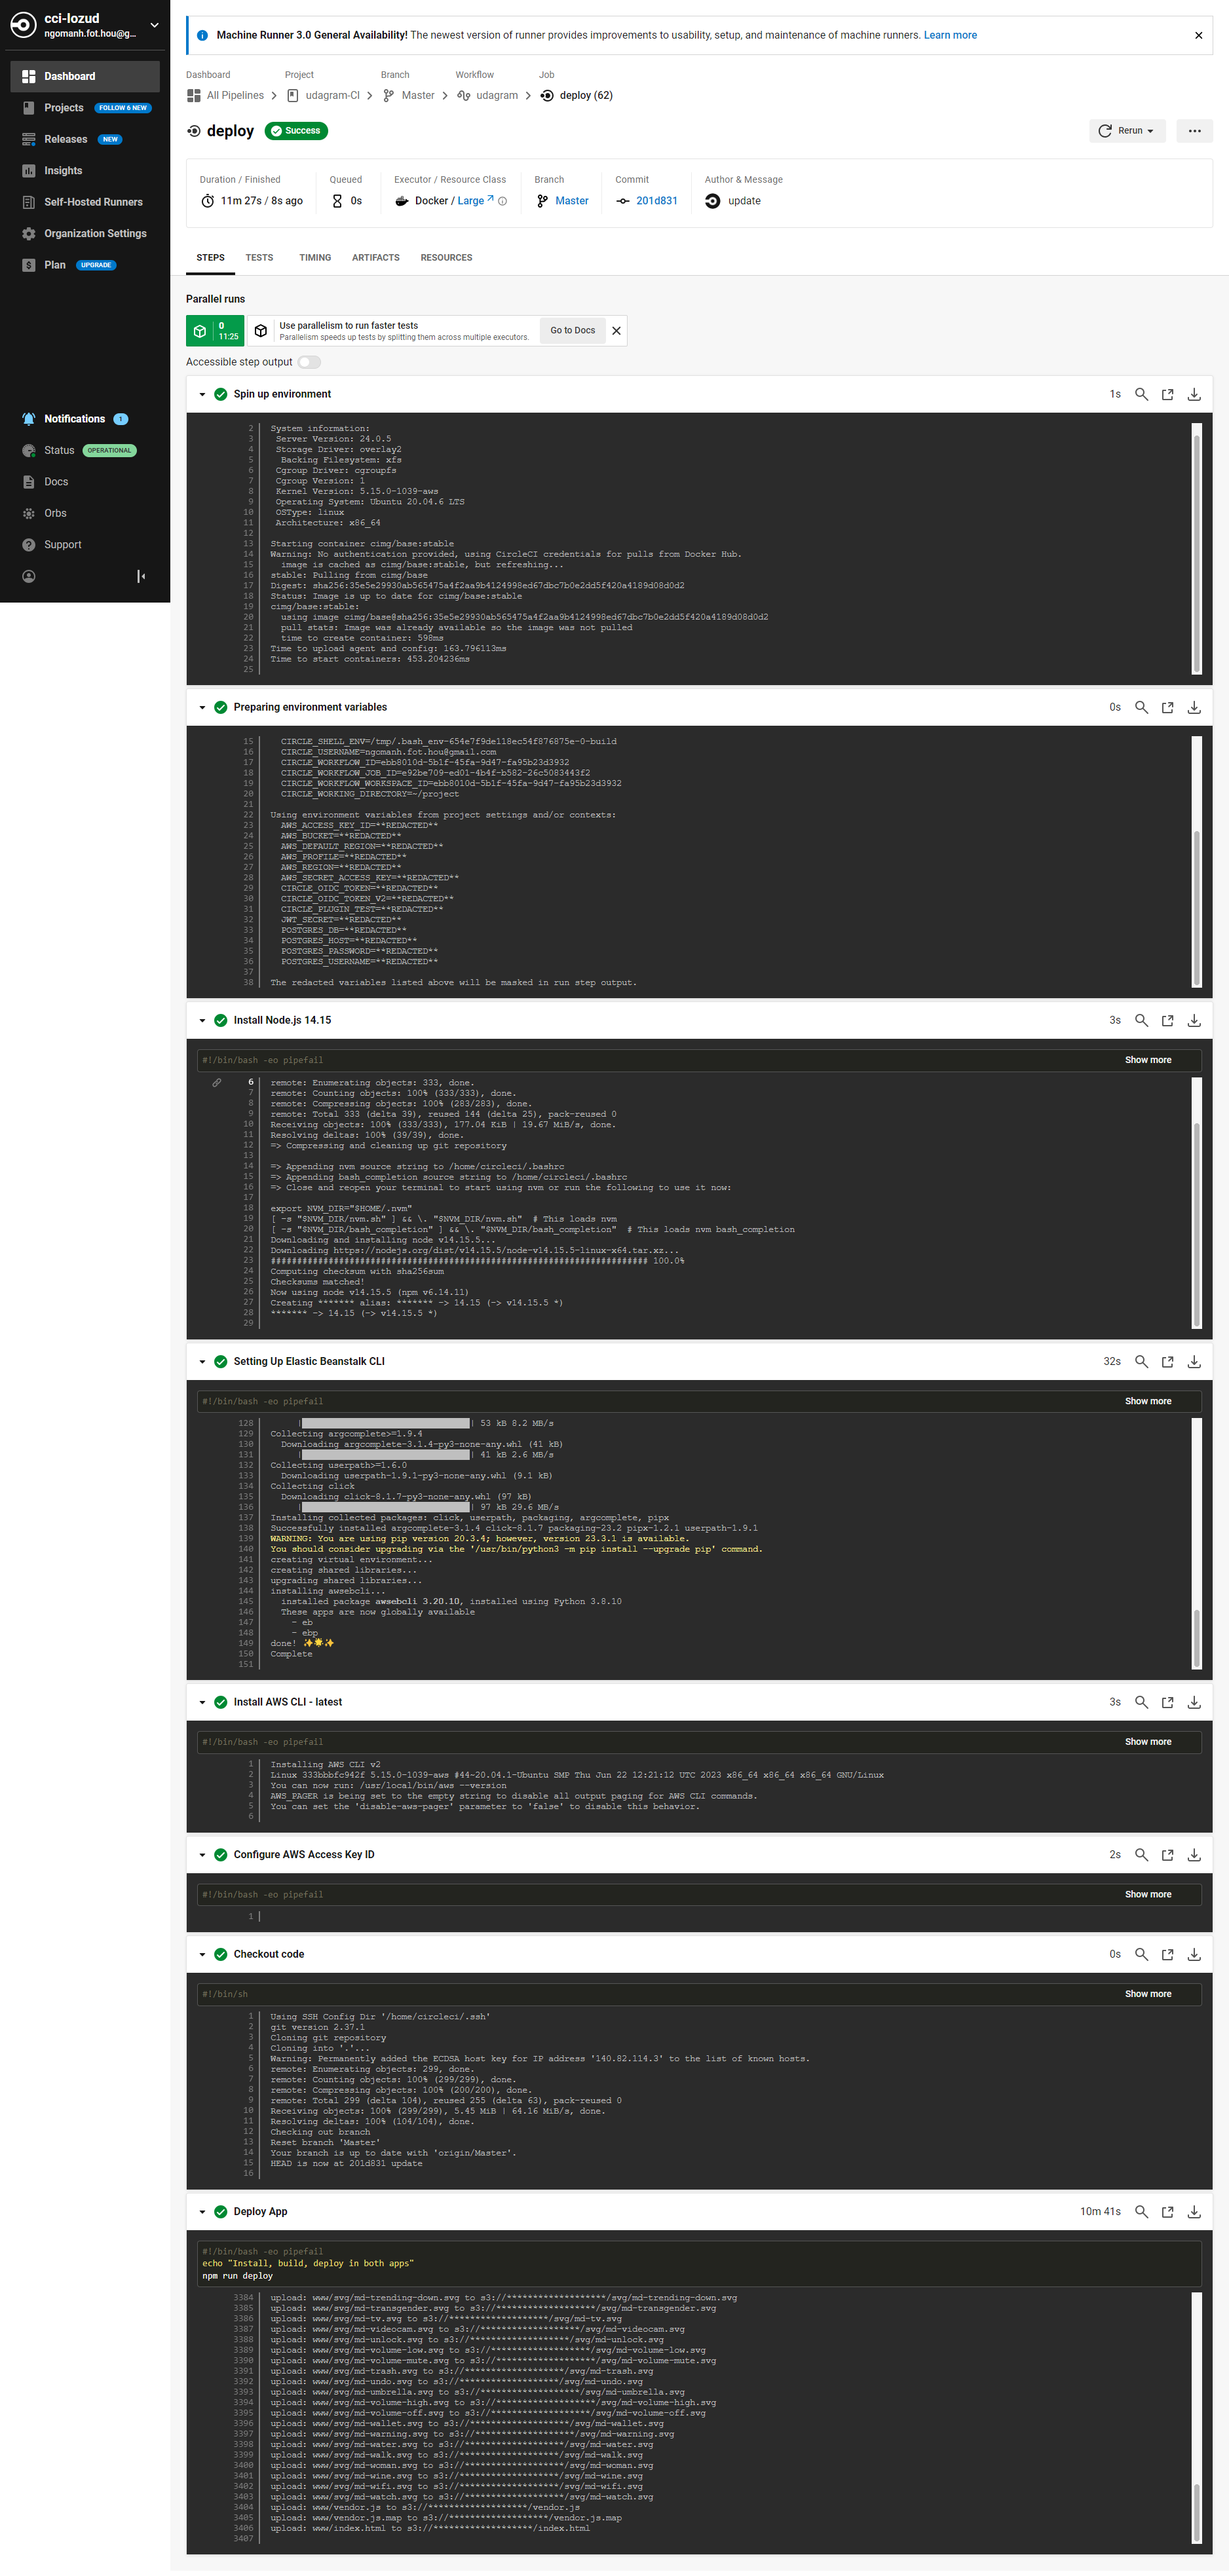 cci-lozud
ngomanh.fot.hou@g...
Dashboard
Projects FOLLOW 6 NEW
Releases NEW
Insights
Self-Hosted Runners
Organization Settings
Plan UPGRADE
Notifications 1
Status OPERATIONAL
Docs
Orbs
Support
Machine Runner 3.0 General Availability! The newest version of runner provides improvements to usability, setup, and maintenance of machine runners. Learn more
Dashboard Project Branch Workflow Job
All Pipelines udagram-CI Master udagram deploy (62)
deploy Success Rerun
Duration / Finished Queued Executor / Resource Class Branch Commit Author & Message
11m 27s / 8s ago 0s Docker / Large Master 201d831 update
STEPS TESTS TIMING ARTIFACTS RESOURCES
Parallel runs
0
11:25
Use parallelism to run faster tests
Parallelism speeds up tests by splitting them across multiple executors.
Go to Docs
Accessible step output
Spin up environment 1s
2 System information:
3 Server Version: 24.0.5
4 Storage Driver: overlay2
5 Backing Filesystem: xfs
6 Cgroup Driver: cgroupfs
7 Cgroup Version: 1
8 Kernel Version: 5.15.0-1039-aws
9 Operating System: Ubuntu 20.04.6 LTS
10 OSType: linux
11 Architecture: x86_64
12
13 Starting container cimg/base:stable
14 Warning: No authentication provided, using CircleCI credentials for pulls from Docker Hub.
15 image is cached as cimg/base:stable, but refreshing...
16 stable: Pulling from cimg/base
17 Digest: sha256:35e5e29930ab565475a4f2aa9b4124998ed67dbc7b0e2dd5f420a4189d08d0d2
18 Status: Image is up to date for cimg/base:stable
19 cimg/base:stable:
20 using image cimg/base@sha256:35e5e29930ab565475a4f2aa9b4124998ed67dbc7b0e2dd5f420a4189d08d0d2
21 pull stats: Image was already available so the image was not pulled
22 time to create container: 598ms
23 Time to upload agent and config: 163.796113ms
24 Time to start containers: 453.204236ms
25
Preparing environment variables 0s
15 CIRCLE_SHELL_ENV=/tmp/.bash_env-654e7f9de118ec54f876875e-0-build
16 CIRCLE_USERNAME=ngomanh.fot.hou@gmail.com
17 CIRCLE_WORKFLOW_ID=ebb8010d-5b1f-45fa-9d47-fa95b23d3932
18 CIRCLE_WORKFLOW_JOB_ID=e92be709-ed01-4b4f-b582-26c5083443f2
19 CIRCLE_WORKFLOW_WORKSPACE_ID=ebb8010d-5b1f-45fa-9d47-fa95b23d3932
20 CIRCLE_WORKING_DIRECTORY=~/project
21
22 Using environment variables from project settings and/or contexts:
23 AWS_ACCESS_KEY_ID=**REDACTED**
24 AWS_BUCKET=**REDACTED**
25 AWS_DEFAULT_REGION=**REDACTED**
26 AWS_PROFILE=**REDACTED**
27 AWS_REGION=**REDACTED**
28 AWS_SECRET_ACCESS_KEY=**REDACTED**
29 CIRCLE_OIDC_TOKEN=**REDACTED**
30 CIRCLE_OIDC_TOKEN_V2=**REDACTED**
31 CIRCLE_PLUGIN_TEST=**REDACTED**
32 JWT_SECRET=**REDACTED**
33 POSTGRES_DB=**REDACTED**
34 POSTGRES_HOST=**REDACTED**
35 POSTGRES_PASSWORD=**REDACTED**
36 POSTGRES_USERNAME=**REDACTED**
37
38 The redacted variables listed above will be masked in run step output.
Install Node.js 14.15 3s
#!/bin/bash -eo pipefail Show more
6 remote: Enumerating objects: 333, done.
7 remote: Counting objects: 100% (333/333), done.
8 remote: Compressing objects: 100% (283/283), done.
9 remote: Total 333 (delta 39), reused 144 (delta 25), pack-reused 0
10 Receiving objects: 100% (333/333), 177.04 KiB | 19.67 MiB/s, done.
11 Resolving deltas: 100% (39/39), done.
12 => Compressing and cleaning up git repository
13
14 => Appending nvm source string to /home/circleci/.bashrc
15 => Appending bash_completion source string to /home/circleci/.bashrc
16 => Close and reopen your terminal to start using nvm or run the following to use it now:
17
18 export NVM_DIR="$HOME/.nvm"
19 [ -s "$NVM_DIR/nvm.sh" ] && \. "$NVM_DIR/nvm.sh" # This loads nvm
20 [ -s "$NVM_DIR/bash_completion" ] && \. "$NVM_DIR/bash_completion" # This loads nvm bash_completion
21 Downloading and installing node v14.15.5...
22 Downloading https://nodejs.org/dist/v14.15.5/node-v14.15.5-linux-x64.tar.xz...
23 ######################################################################## 100.0%
24 Computing checksum with sha256sum
25 Checksums matched!
26 Now using node v14.15.5 (npm v6.14.11)
27 Creating ******* alias: ******* -> 14.15 (-> v14.15.5 *)
28 ******* -> 14.15 (-> v14.15.5 *)
29
Setting Up Elastic Beanstalk CLI 32s
#!/bin/bash -eo pipefail Show more
128 | | 53 kB 8.2 MB/s
129 Collecting argcomplete>=1.9.4
130 Downloading argcomplete-3.1.4-py3-none-any.whl (41 kB)
131 | | 41 kB 2.6 MB/s
132 Collecting userpath>=1.6.0
133 Downloading userpath-1.9.1-py3-none-any.whl (9.1 kB)
134 Collecting click
135 Downloading click-8.1.7-py3-none-any.whl (97 kB)
136 | | 97 kB 29.6 MB/s
137 Installing collected packages: click, userpath, packaging, argcomplete, pipx
138 Successfully installed argcomplete-3.1.4 click-8.1.7 packaging-23.2 pipx-1.2.1 userpath-1.9.1
139 WARNING: You are using pip version 20.3.4; however, version 23.3.1 is available.
140 You should consider upgrading via the '/usr/bin/python3 -m pip install --upgrade pip' command.
141 creating virtual environment...
142 creating shared libraries...
143 upgrading shared libraries...
144 installing awsebcli...
145 installed package awsebcli 3.20.10, installed using Python 3.8.10
146 These apps are now globally available
147 - eb
148 - ebp
149 done! ✨🌟✨
150 Complete
151
Install AWS CLI - latest 3s
#!/bin/bash -eo pipefail Show more
1 Installing AWS CLI v2
2 Linux 333bbbfc942f 5.15.0-1039-aws #44~20.04.1-Ubuntu SMP Thu Jun 22 12:21:12 UTC 2023 x86_64 x86_64 x86_64 GNU/Linux
3 You can now run: /usr/local/bin/aws --version
4 AWS_PAGER is being set to the empty string to disable all output paging for AWS CLI commands.
5 You can set the 'disable-aws-pager' parameter to 'false' to disable this behavior.
6
Configure AWS Access Key ID 2s
#!/bin/bash -eo pipefail Show more
1
Checkout code 0s
#!/bin/sh Show more
1 Using SSH Config Dir '/home/circleci/.ssh'
2 git version 2.37.1
3 Cloning git repository
4 Cloning into '.'...
5 Warning: Permanently added the ECDSA host key for IP address '140.82.114.3' to the list of known hosts.
6 remote: Enumerating objects: 299, done.
7 remote: Counting objects: 100% (299/299), done.
8 remote: Compressing objects: 100% (200/200), done.
9 remote: Total 299 (delta 104), reused 255 (delta 63), pack-reused 0
10 Receiving objects: 100% (299/299), 5.45 MiB | 64.16 MiB/s, done.
11 Resolving deltas: 100% (104/104), done.
12 Checking out branch
13 Reset branch 'Master'
14 Your branch is up to date with 'origin/Master'.
15 HEAD is now at 201d831 update
16
Deploy App 10m 41s
#!/bin/bash -eo pipefail
echo "Install, build, deploy in both apps"
npm run deploy
3384 upload: www/svg/md-trending-down.svg to s3://*******************/svg/md-trending-down.svg
3385 upload: www/svg/md-transgender.svg to s3://*******************/svg/md-transgender.svg
3386 upload: www/svg/md-tv.svg to s3://*******************/svg/md-tv.svg
3387 upload: www/svg/md-videocam.svg to s3://*******************/svg/md-videocam.svg
3388 upload: www/svg/md-unlock.svg to s3://*******************/svg/md-unlock.svg
3389 upload: www/svg/md-volume-low.svg to s3://*******************/svg/md-volume-low.svg
3390 upload: www/svg/md-volume-mute.svg to s3://*******************/svg/md-volume-mute.svg
3391 upload: www/svg/md-trash.svg to s3://*******************/svg/md-trash.svg
3392 upload: www/svg/md-undo.svg to s3://*******************/svg/md-undo.svg
3393 upload: www/svg/md-umbrella.svg to s3://*******************/svg/md-umbrella.svg
3394 upload: www/svg/md-volume-high.svg to s3://*******************/svg/md-volume-high.svg
3395 upload: www/svg/md-volume-off.svg to s3://*******************/svg/md-volume-off.svg
3396 upload: www/svg/md-wallet.svg to s3://*******************/svg/md-wallet.svg
3397 upload: www/svg/md-warning.svg to s3://*******************/svg/md-warning.svg
3398 upload: www/svg/md-water.svg to s3://*******************/svg/md-water.svg
3399 upload: www/svg/md-walk.svg to s3://*******************/svg/md-walk.svg
3400 upload: www/svg/md-woman.svg to s3://*******************/svg/md-woman.svg
3401 upload: www/svg/md-wine.svg to s3://*******************/svg/md-wine.svg
3402 upload: www/svg/md-wifi.svg to s3://*******************/svg/md-wifi.svg
3403 upload: www/svg/md-watch.svg to s3://*******************/svg/md-watch.svg
3404 upload: www/vendor.js to s3://*******************/vendor.js
3405 upload: www/vendor.js.map to s3://*******************/vendor.js.map
3406 upload: www/index.html to s3://*******************/index.html
3407